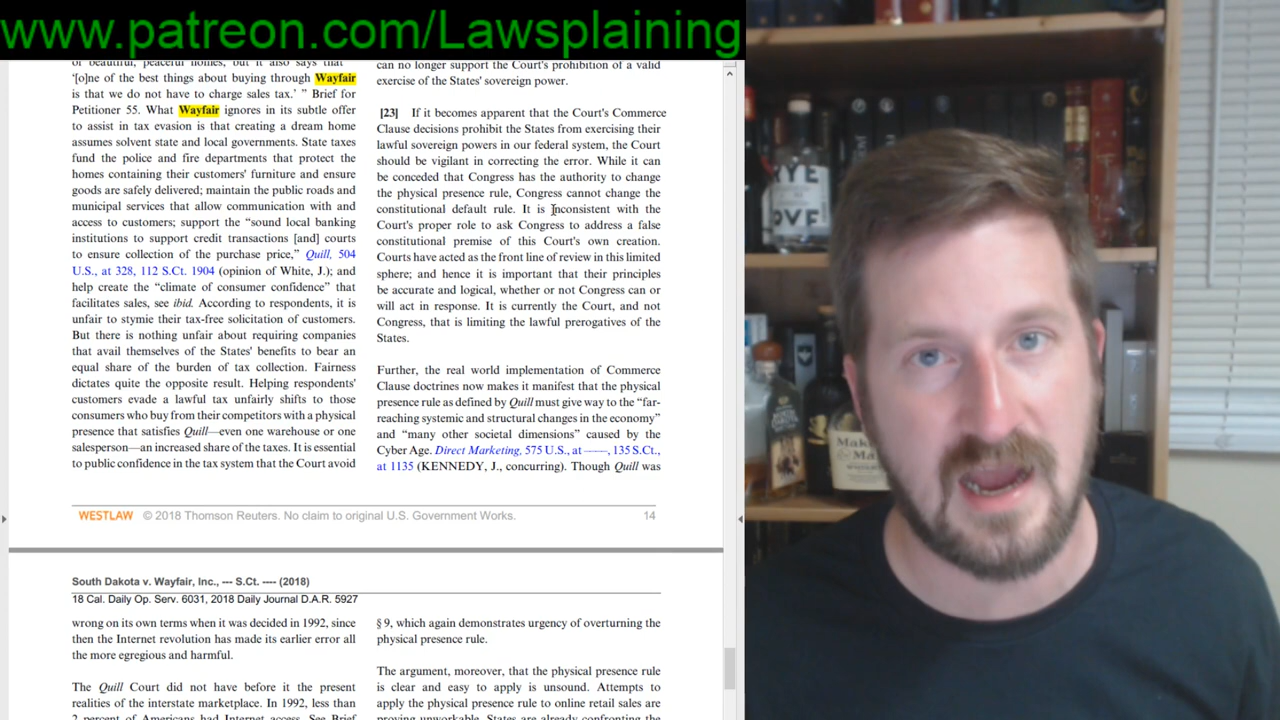 www.patreon.com/Lawsplaining
of beautiful, peaceful homes, but it also says that “
‘[o]ne of the best things about buying through Wayfair
is that we do not have to charge sales tax.’ ” Brief for
Petitioner 55. What Wayfair ignores in its subtle offer
to assist in tax evasion is that creating a dream home
assumes solvent state and local governments. State taxes
fund the police and fire departments that protect the
homes containing their customers' furniture and ensure
goods are safely delivered; maintain the public roads and
municipal services that allow communication with and
access to customers; support the “sound local banking
institutions to support credit transactions [and] courts
to ensure collection of the purchase price,” Quill, 504
U.S., at 328, 112 S.Ct. 1904 (opinion of White, J.); and
help create the “climate of consumer confidence” that
facilitates sales, see ibid. According to respondents, it is
unfair to stymie their tax-free solicitation of customers.
But there is nothing unfair about requiring companies
that avail themselves of the States' benefits to bear an
equal share of the burden of tax collection. Fairness
dictates quite the opposite result. Helping respondents'
customers evade a lawful tax unfairly shifts to those
consumers who buy from their competitors with a physical
presence that satisfies Quill—even one warehouse or one
salesperson—an increased share of the taxes. It is essential
to public confidence in the tax system that the Court avoid
can no longer support the Court's prohibition of a valid
exercise of the States' sovereign power.
[23] If it becomes apparent that the Court's Commerce
Clause decisions prohibit the States from exercising their
lawful sovereign powers in our federal system, the Court
should be vigilant in correcting the error. While it can
be conceded that Congress has the authority to change
the physical presence rule, Congress cannot change the
constitutional default rule. It is inconsistent with the
Court's proper role to ask Congress to address a false
constitutional premise of this Court's own creation.
Courts have acted as the front line of review in this limited
sphere; and hence it is important that their principles
be accurate and logical, whether or not Congress can or
will act in response. It is currently the Court, and not
Congress, that is limiting the lawful prerogatives of the
States.
Further, the real world implementation of Commerce
Clause doctrines now makes it manifest that the physical
presence rule as defined by Quill must give way to the “far-
reaching systemic and structural changes in the economy”
and “many other societal dimensions” caused by the
Cyber Age. Direct Marketing, 575 U.S., at ––––, 135 S.Ct.,
at 1135 (KENNEDY, J., concurring). Though Quill was
WESTLAW © 2018 Thomson Reuters. No claim to original U.S. Government Works. 14
South Dakota v. Wayfair, Inc., --- S.Ct. ---- (2018)
18 Cal. Daily Op. Serv. 6031, 2018 Daily Journal D.A.R. 5927
wrong on its own terms when it was decided in 1992, since
then the Internet revolution has made its earlier error all
the more egregious and harmful.
The Quill Court did not have before it the present
realities of the interstate marketplace. In 1992, less than
2 percent of Americans had Internet access. See Brief
§ 9, which again demonstrates urgency of overturning the
physical presence rule.
The argument, moreover, that the physical presence rule
is clear and easy to apply is unsound. Attempts to
apply the physical presence rule to online retail sales are
proving unworkable. States are already confronting the
RYE
Maker's
Mark